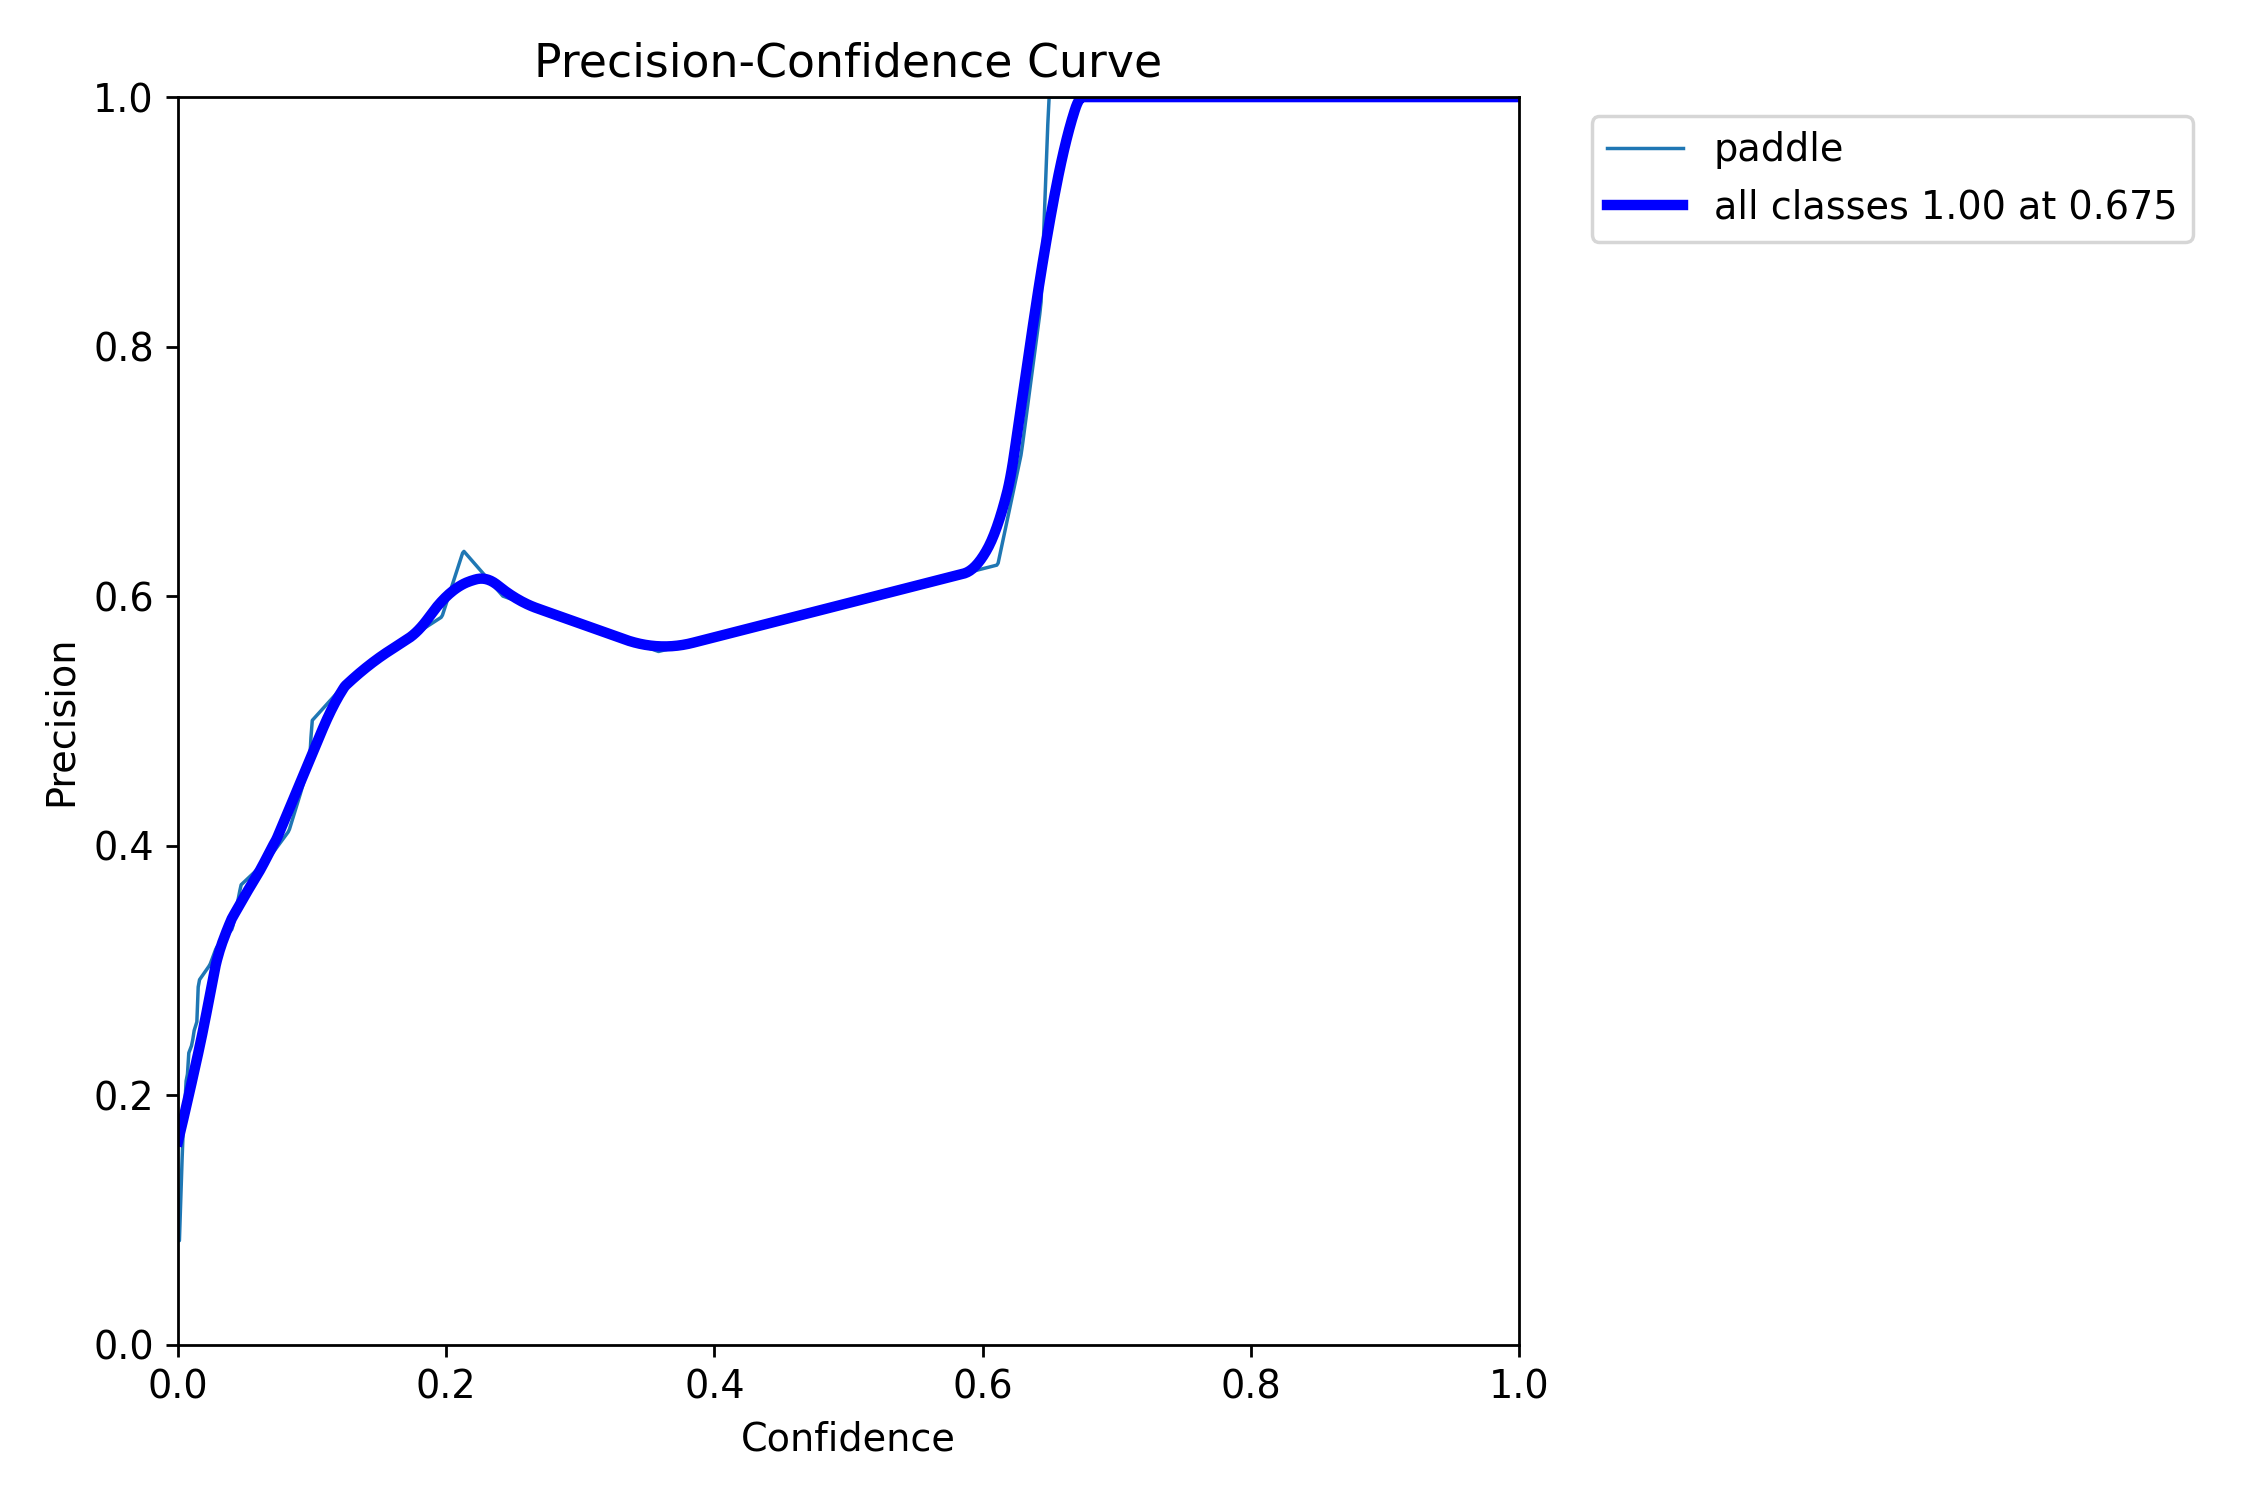 Precision-Confidence Curve
1.0
0.8
0.6
0.4
0.2
0.0
Precision
0.0 0.2 0.4 0.6 0.8 1.0
Confidence
paddle
all classes 1.00 at 0.675